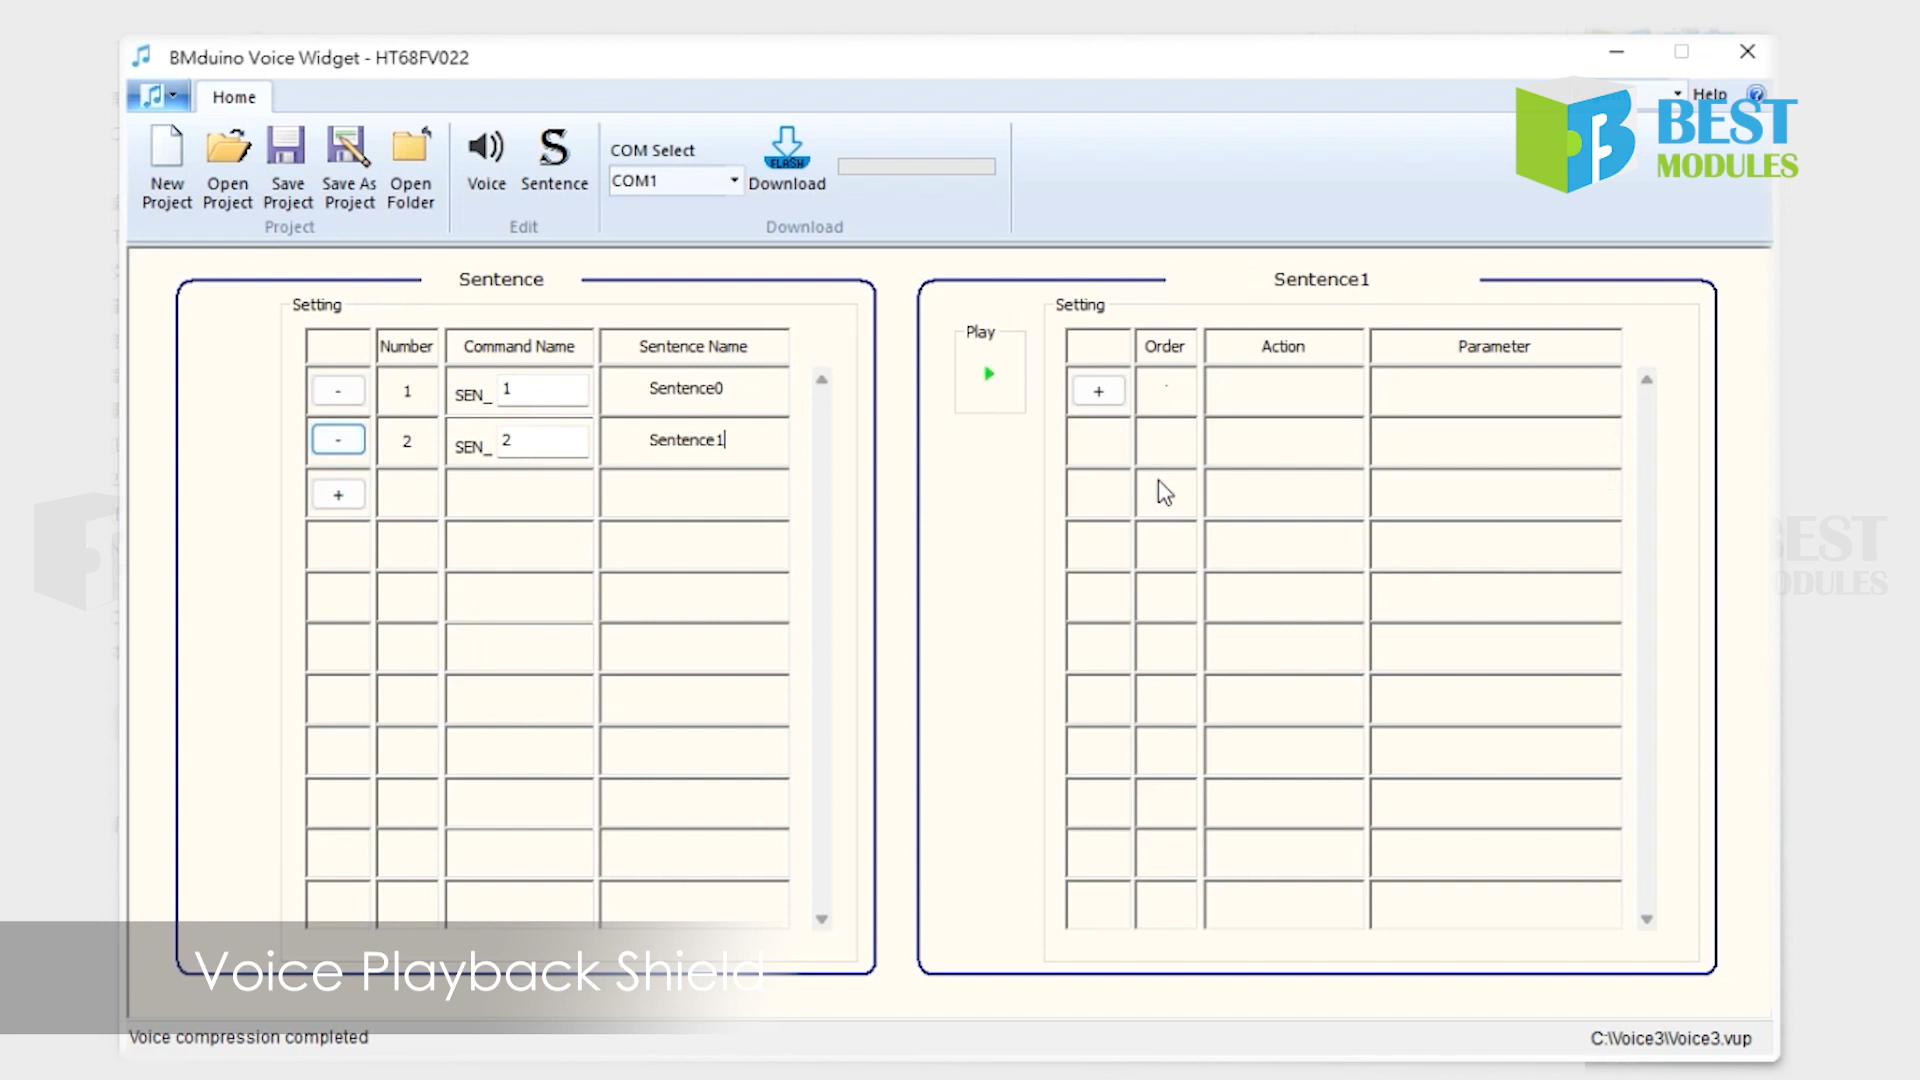 BMduino Voice Widget - HT68FV022
Home
Help
BEST
MODULES
New
Project
Open
Project
Save
Project
Save As
Project
Open
Folder
Project
Voice
Sentence
Edit
COM Select
COM1
FLASH
Download
Download
Sentence
Setting
Number
Command Name
Sentence Name
-
1
SEN_
1
Sentence0
-
2
SEN_
2
Sentence1
+
Sentence1
Play
Setting
Order
Action
Parameter
+
EST
ODULES
Voice Playback Shield
Voice compression completed
C:\Voice3\Voice3.vup